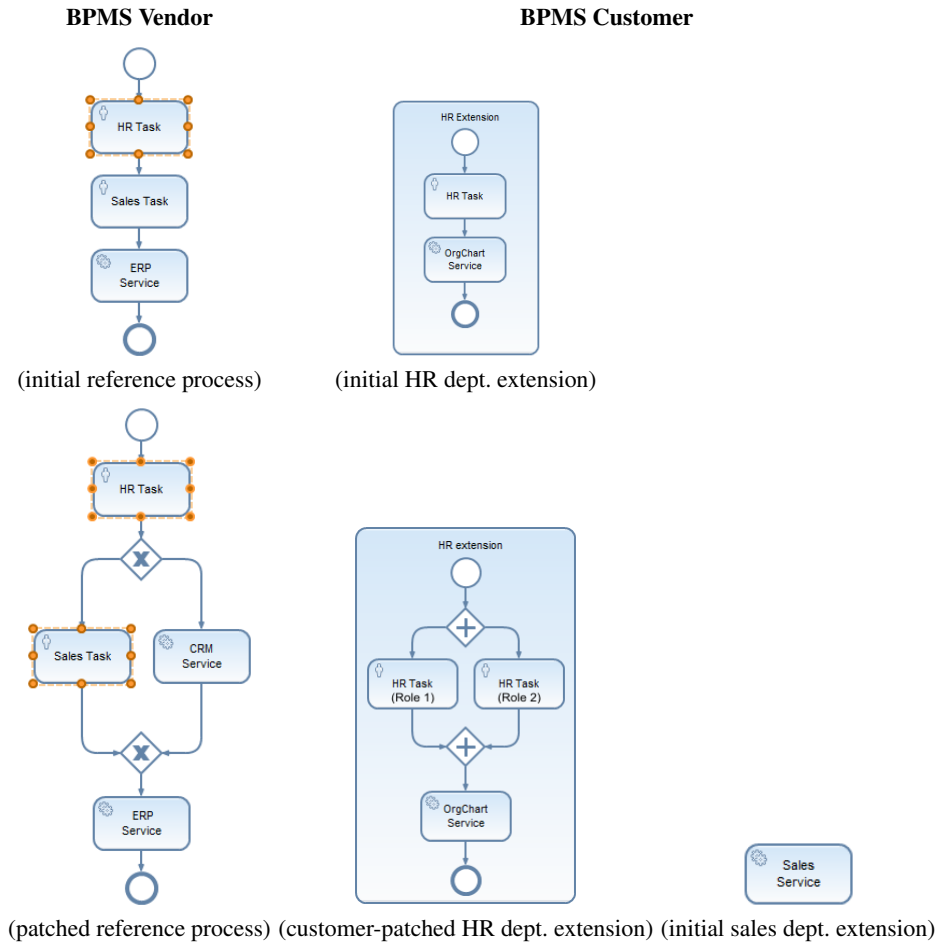 BPMS Vendor
BPMS Customer
HR Task
Sales Task
ERP
Service
(initial reference process)
HR Extension
HR Task
OrgChart
Service
(initial HR dept. extension)
HR Task
Sales Task
CRM
Service
ERP
Service
(patched reference process)
HR extension
HR Task
(Role 1)
HR Task
(Role 2)
OrgChart
Service
(customer-patched HR dept. extension)
Sales
Service
(initial sales dept. extension)